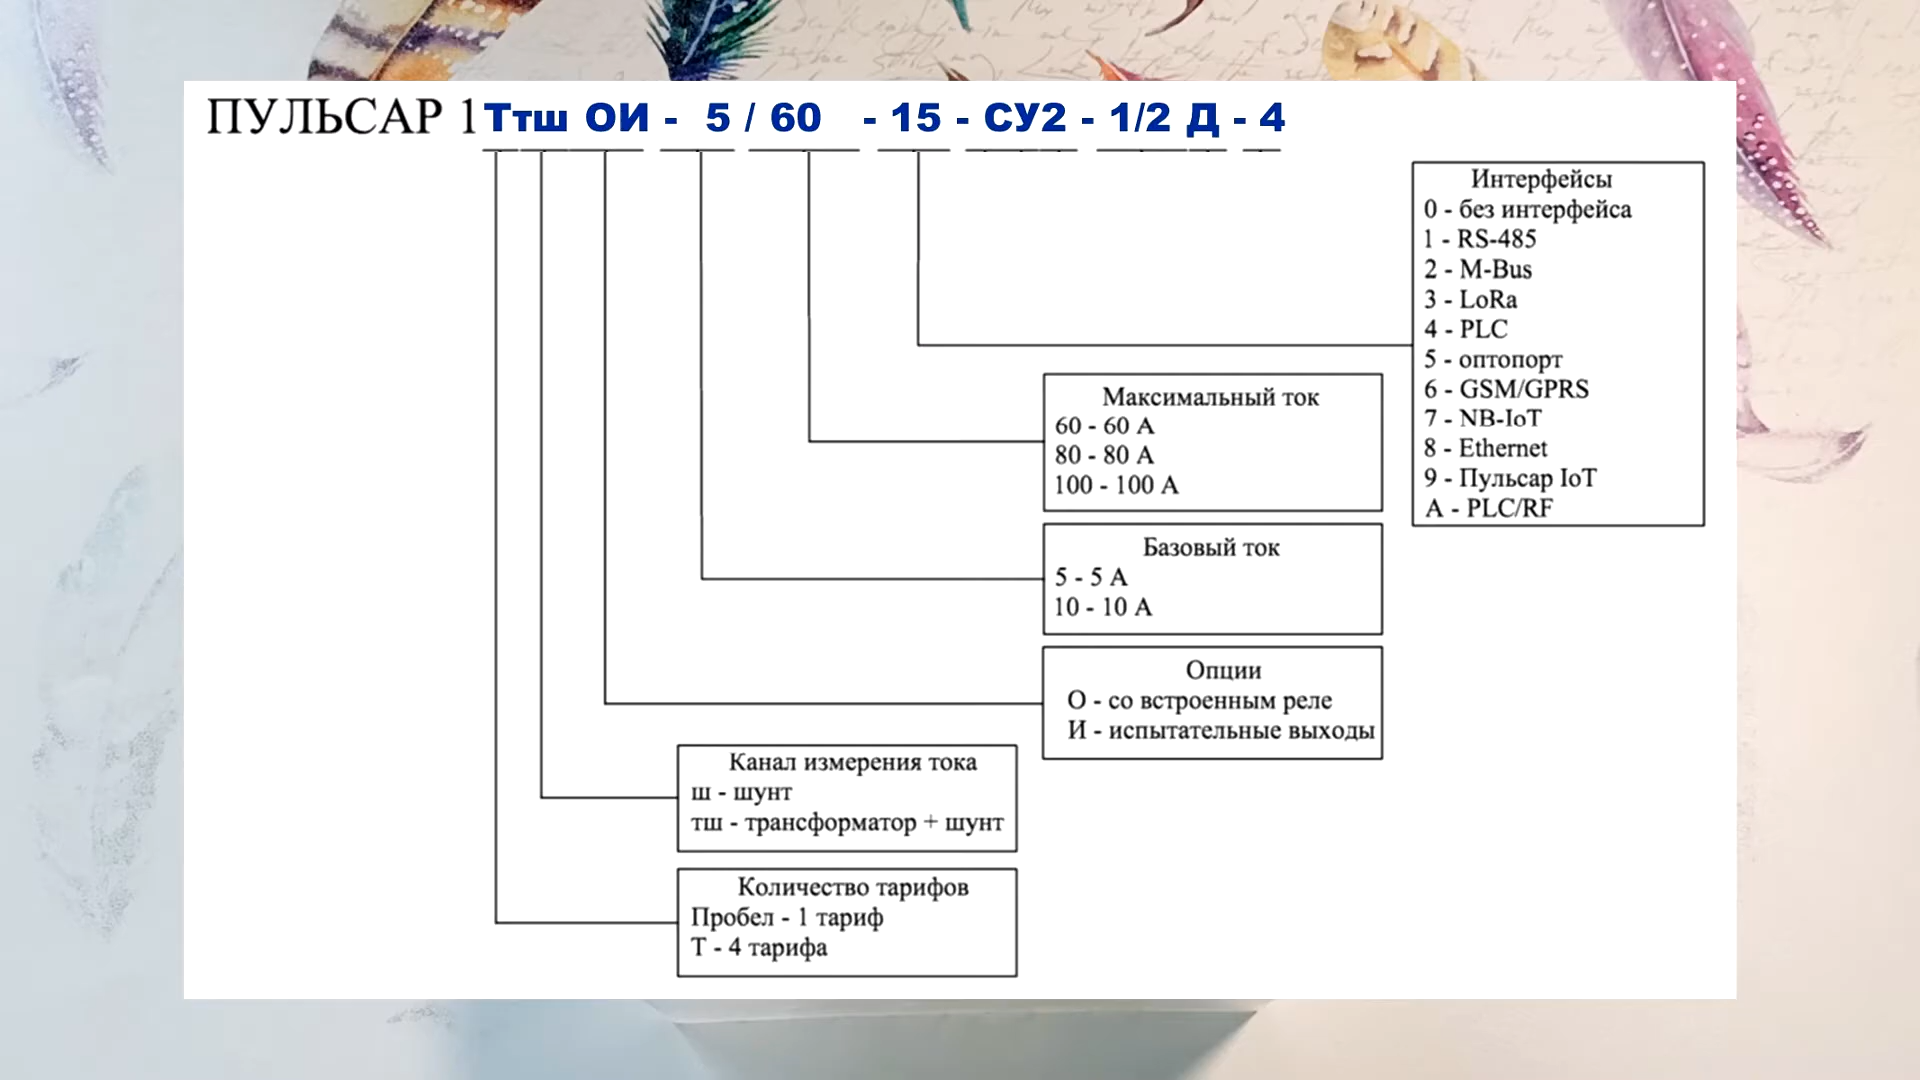 ПУЛЬСАР 1Ттш ОИ - 5 / 60 - 15 - СУ2 - 1/2 Д - 4
Интерфейсы
0 - без интерфейса
1 - RS-485
2 - M-Bus
3 - LoRa
4 - PLC
5 - оптопорт
6 - GSM/GPRS
7 - NB-IoT
8 - Ethernet
9 - Пульсар IoT
А - PLC/RF
Максимальный ток
60 - 60 А
80 - 80 А
100 - 100 А
Базовый ток
5 - 5 А
10 - 10 А
Опции
О - со встроенным реле
И - испытательные выходы
Канал измерения тока
ш - шунт
тш - трансформатор + шунт
Количество тарифов
Пробел - 1 тариф
Т - 4 тарифа